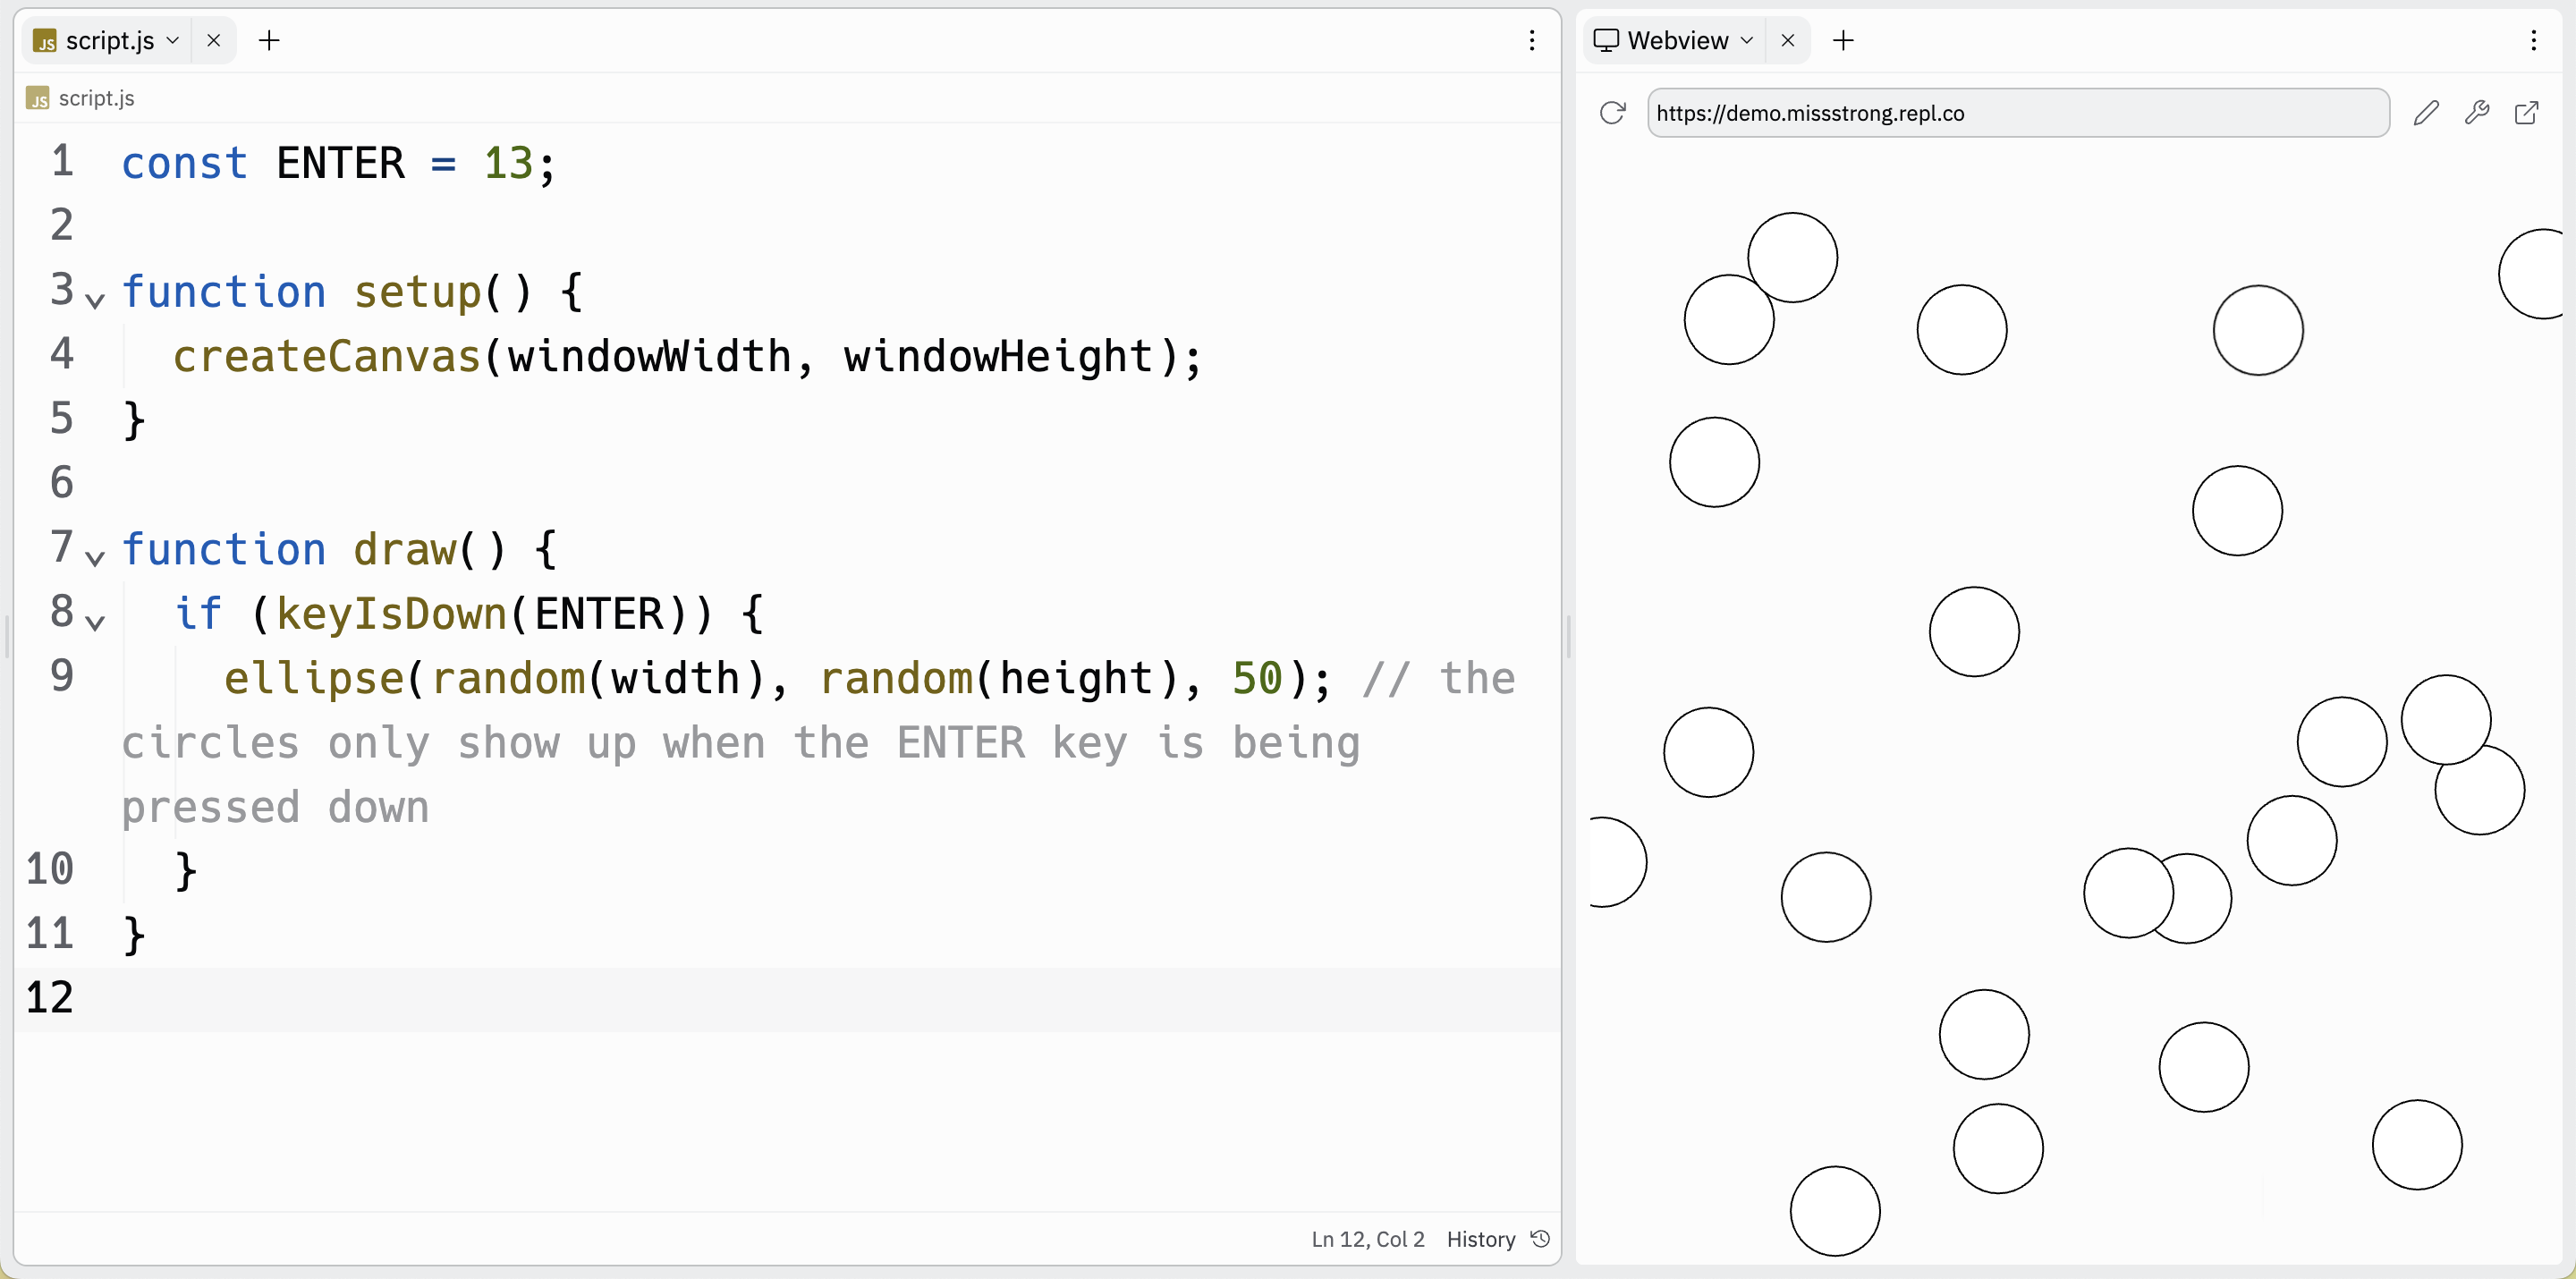 script.js
script.js
1 const ENTER = 13;
2
3 function setup() {
4 createCanvas(windowWidth, windowHeight);
5 }
6
7 function draw() {
8 if (keyIsDown(ENTER)) {
9 ellipse(random(width), random(height), 50); // the
circles only show up when the ENTER key is being
pressed down
10 }
11 }
12
Ln 12, Col 2 History
Webview
https://demo.missstrong.repl.co